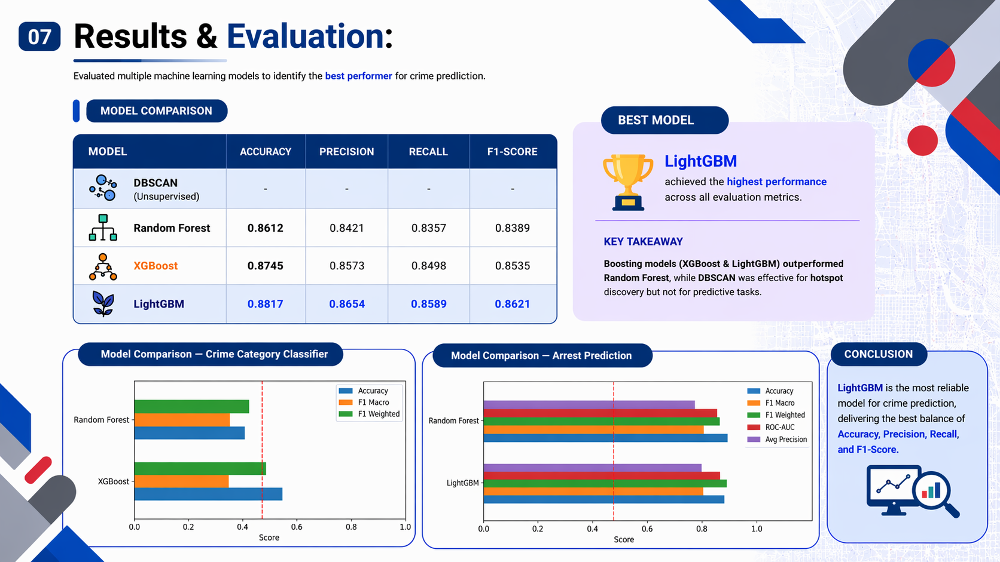 07
Results & Evaluation:
Evaluated multiple machine learning models to identify the best performer for crime predliction.
MODEL COMPARISON
MODEL ACCURACY PRECISION RECALL F1-SCORE
DBSCAN
(Unsupervised)
- - - -
Random Forest 0.8612 0.8421 0.8357 0.8389
XGBoost 0.8745 0.8573 0.8498 0.8535
LightGBM 0.8817 0.8654 0.8589 0.8621
BEST MODEL
LightGBM
achieved the highest performance
across all evaluation metrics.
KEY TAKEAWAY
Boosting models (XGBoost & LightGBM) outperformed
Random Forest, while DBSCAN was effective for hotspot
discovery but not for predictive tasks.
Model Comparison — Crime Category Classifier
Accuracy
F1 Macro
F1 Weighted
Random Forest
XGBoost
0.0 0.2 0.4 0.6 0.8 1.0
Score
Model Comparison — Arrest Prediction
Accuracy
F1 Macro
F1 Weighted
ROC-AUC
Avg Precision
Random Forest
LightGBM
0.0 0.2 0.4 0.6 0.8 1.0
Score
CONCLUSION
LightGBM is the most reliable
model for crime prediction,
delivering the best balance of
Accuracy, Precision, Recall,
and F1-Score.